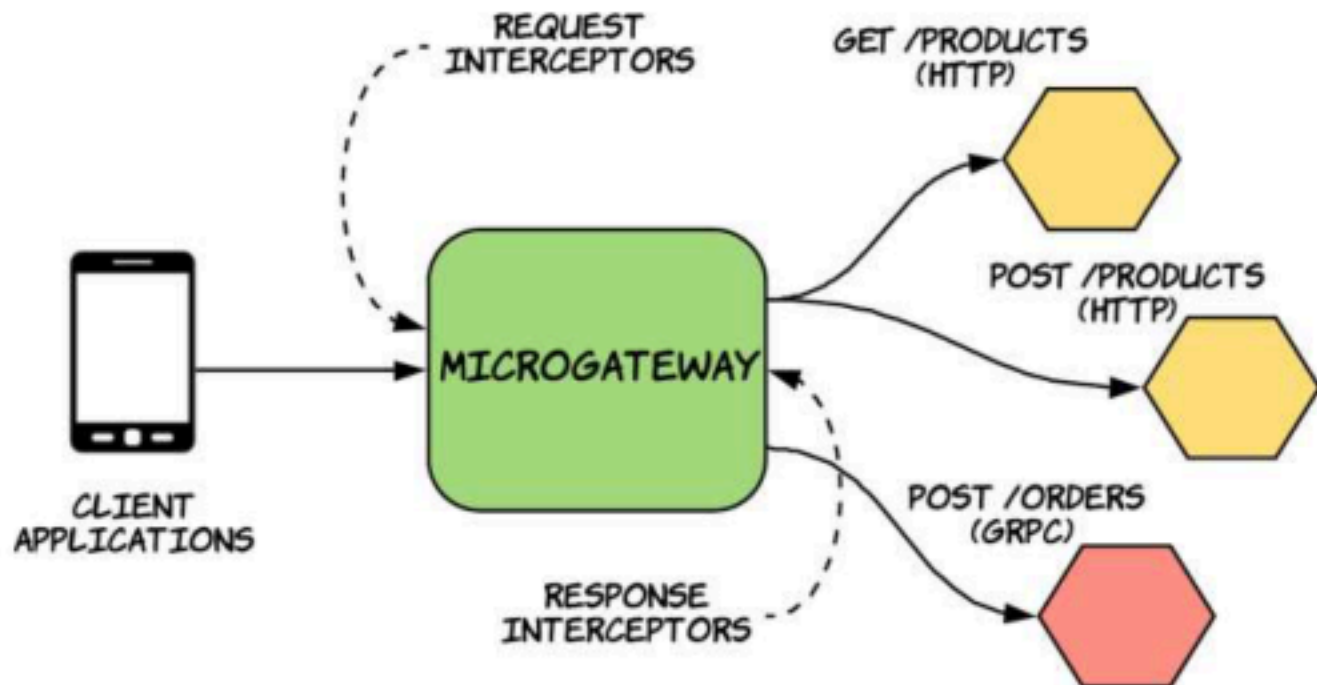 REQUEST
INTERCEPTORS
GET /PRODUCTS
(HTTP)
POST /PRODUCTS
(HTTP)
MICROGATEWAY
CLIENT
APPLICATIONS
POST /ORDERS
(GRPC)
RESPONSE
INTERCEPTORS